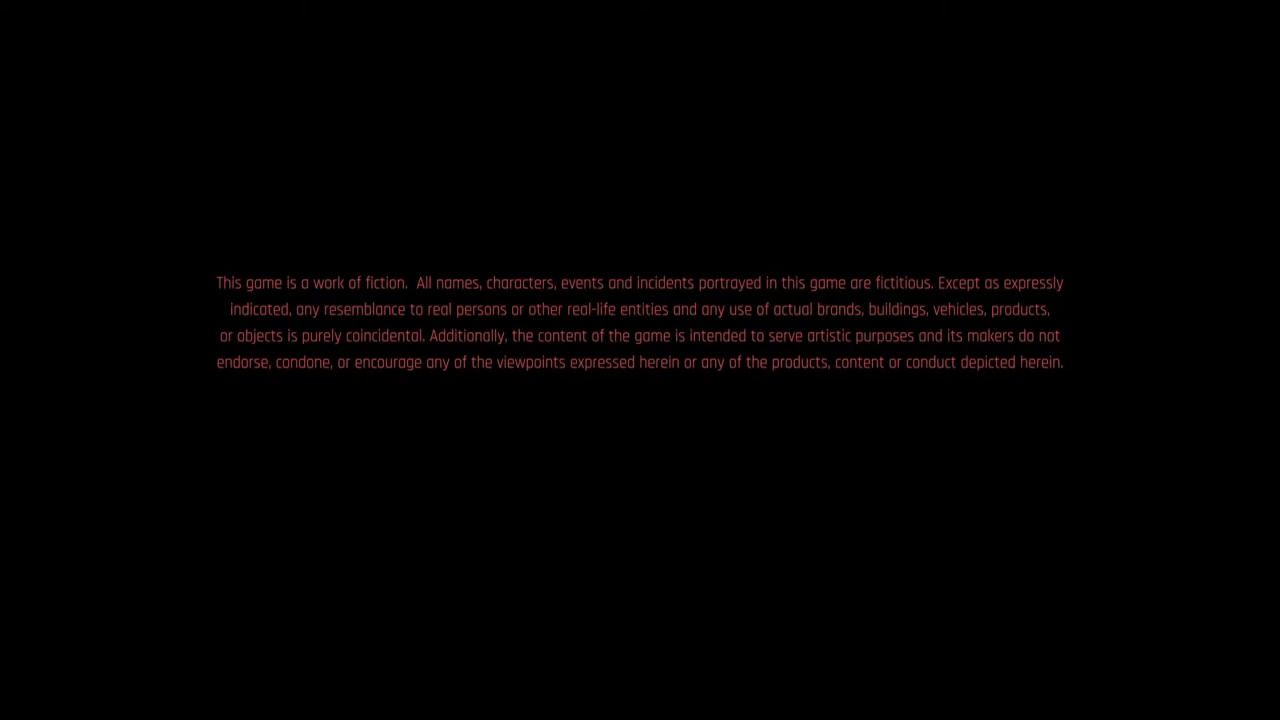 This game is a work of fiction.  All names, characters, events and incidents portrayed in this game are fictitious. Except as expressly
indicated, any resemblance to real persons or other real-life entities and any use of actual brands, buildings, vehicles, products,
or objects is purely coincidental. Additionally, the content of the game is intended to serve artistic purposes and its makers do not
endorse, condone, or encourage any of the viewpoints expressed herein or any of the products, content or conduct depicted herein.